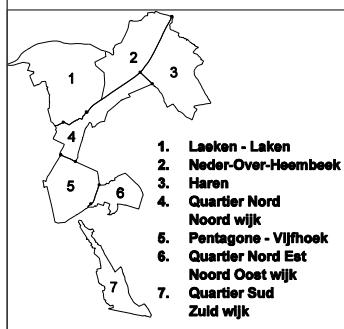 1
2
3
4
5
6
7
1. Laeken - Laken
2. Neder-Over-Heembeek
3. Haren
4. Quartier Nord
Noord wijk
5. Pentagone - Vijfhoek
6. Quartier Nord Est
Noord Oost wijk
7. Quartier Sud
Zuid wijk